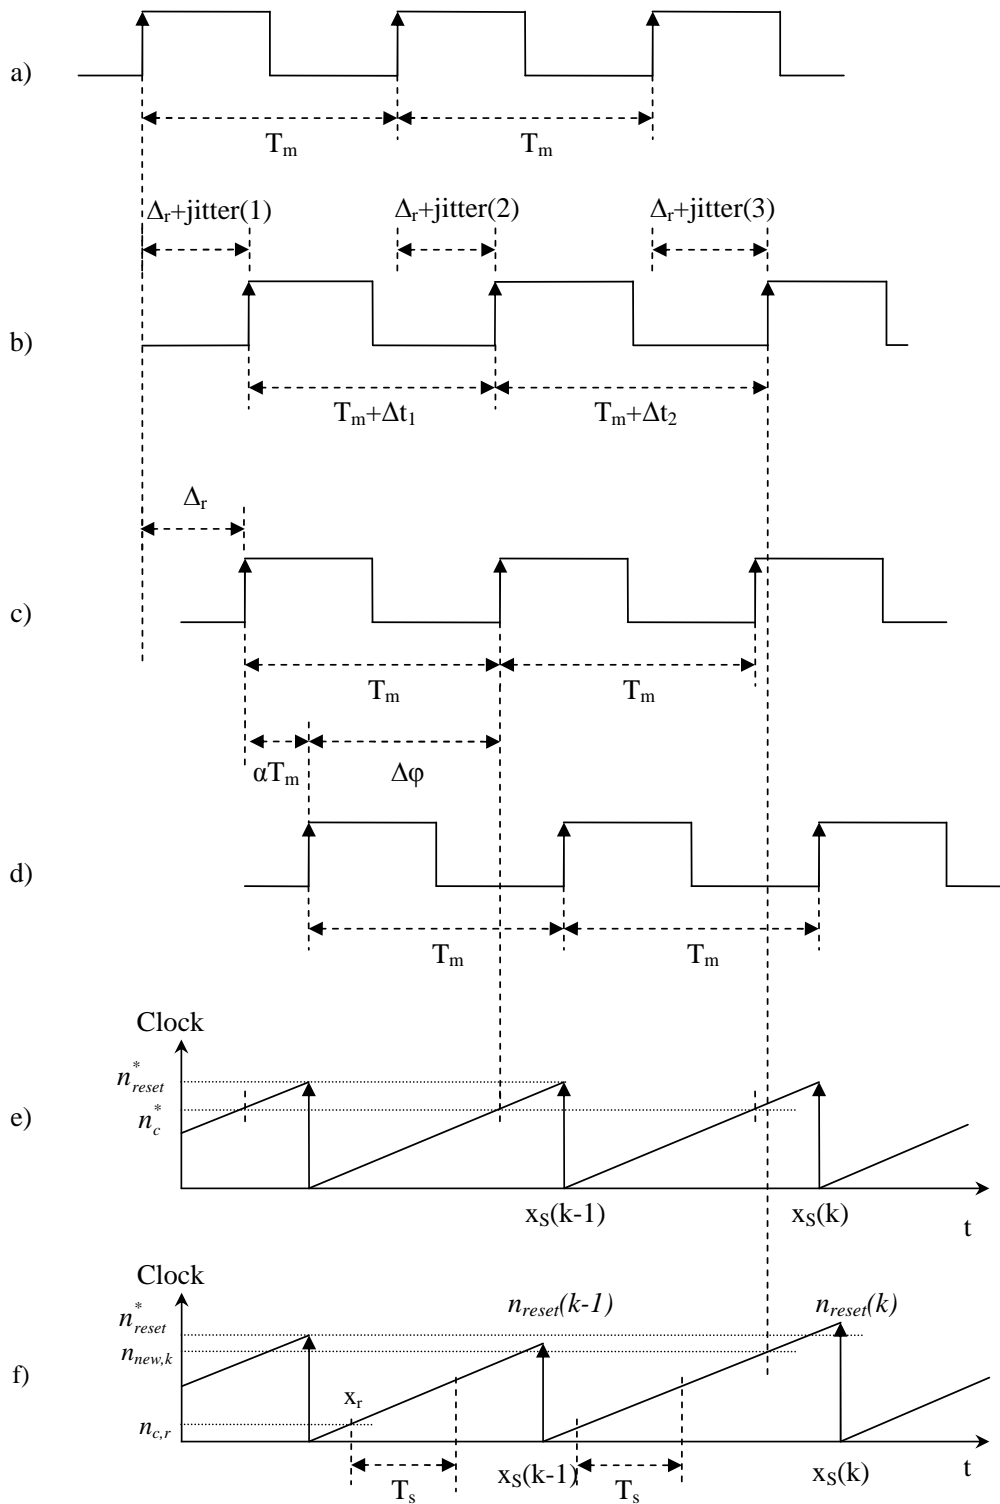 a)
T_m T_m
Δ_r+jitter(1) Δ_r+jitter(2) Δ_r+jitter(3)
b)
T_m+Δt_1 T_m+Δt_2
Δ_r
c)
T_m T_m
αT_m Δφ
d)
T_m T_m
Clock
n*_reset
n*_c
e)
x_S(k-1) x_S(k)
t
Clock
n*_reset n_reset(k-1) n_reset(k)
n_new,k
f)
x_r
n_c,r
T_s x_S(k-1) T_s x_S(k) t